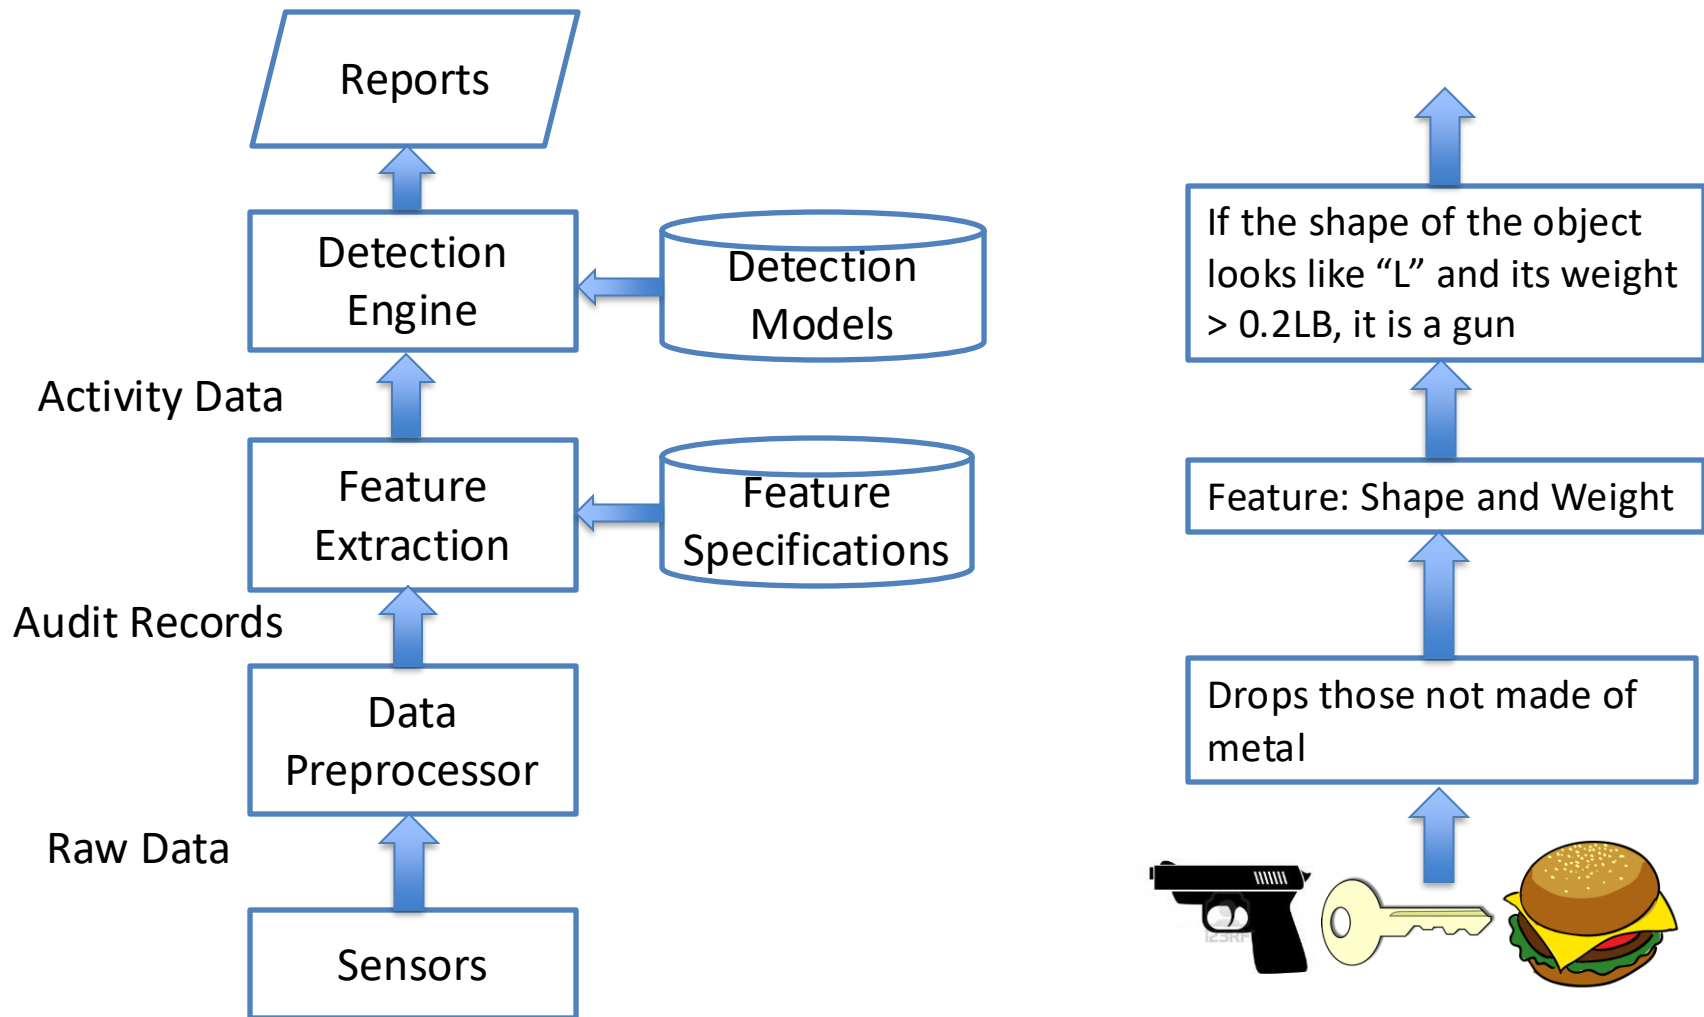 Reports
Detection
Engine
Detection
Models
Activity Data
Feature
Extraction
Feature
Specifications
Audit Records
Data
Preprocessor
Raw Data
Sensors
If the shape of the object
looks like “L” and its weight
> 0.2LB, it is a gun
Feature: Shape and Weight
Drops those not made of
metal
123RF